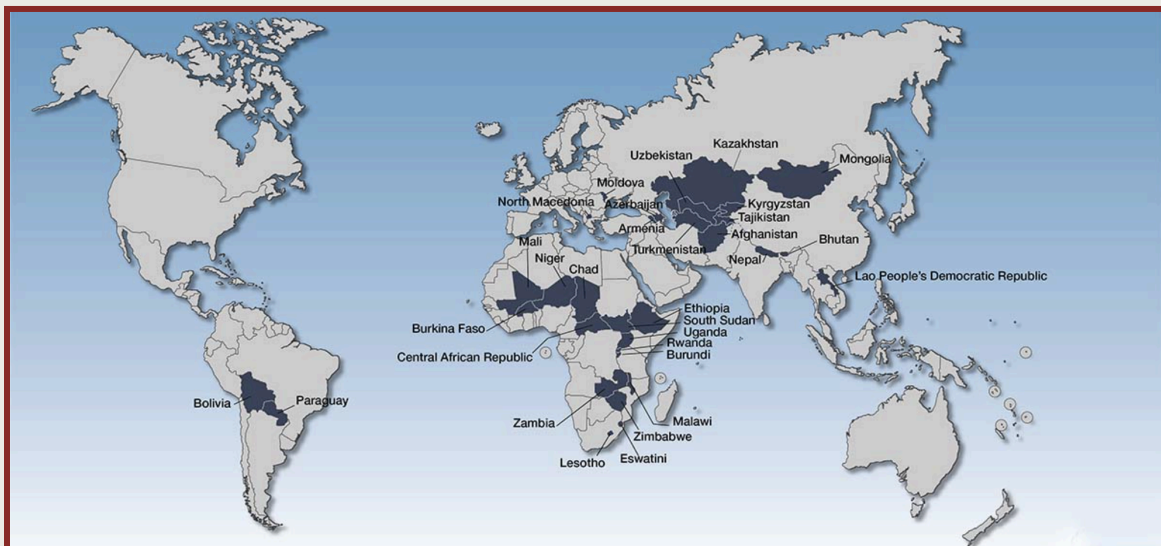 Kazakhstan
Uzbekistan
Mongolia
Moldova
North Macedonia
Azerbaijan
Kyrgyzstan
Tajikistan
Armenia
Afghanistan
Turkmenistan
Bhutan
Nepal
Mali
Niger
Chad
Lao People's Democratic Republic
Ethiopia
South Sudan
Burkina Faso
Uganda
Rwanda
Central African Republic
Burundi
Bolivia
Paraguay
Zambia
Malawi
Zimbabwe
Lesotho
Eswatini